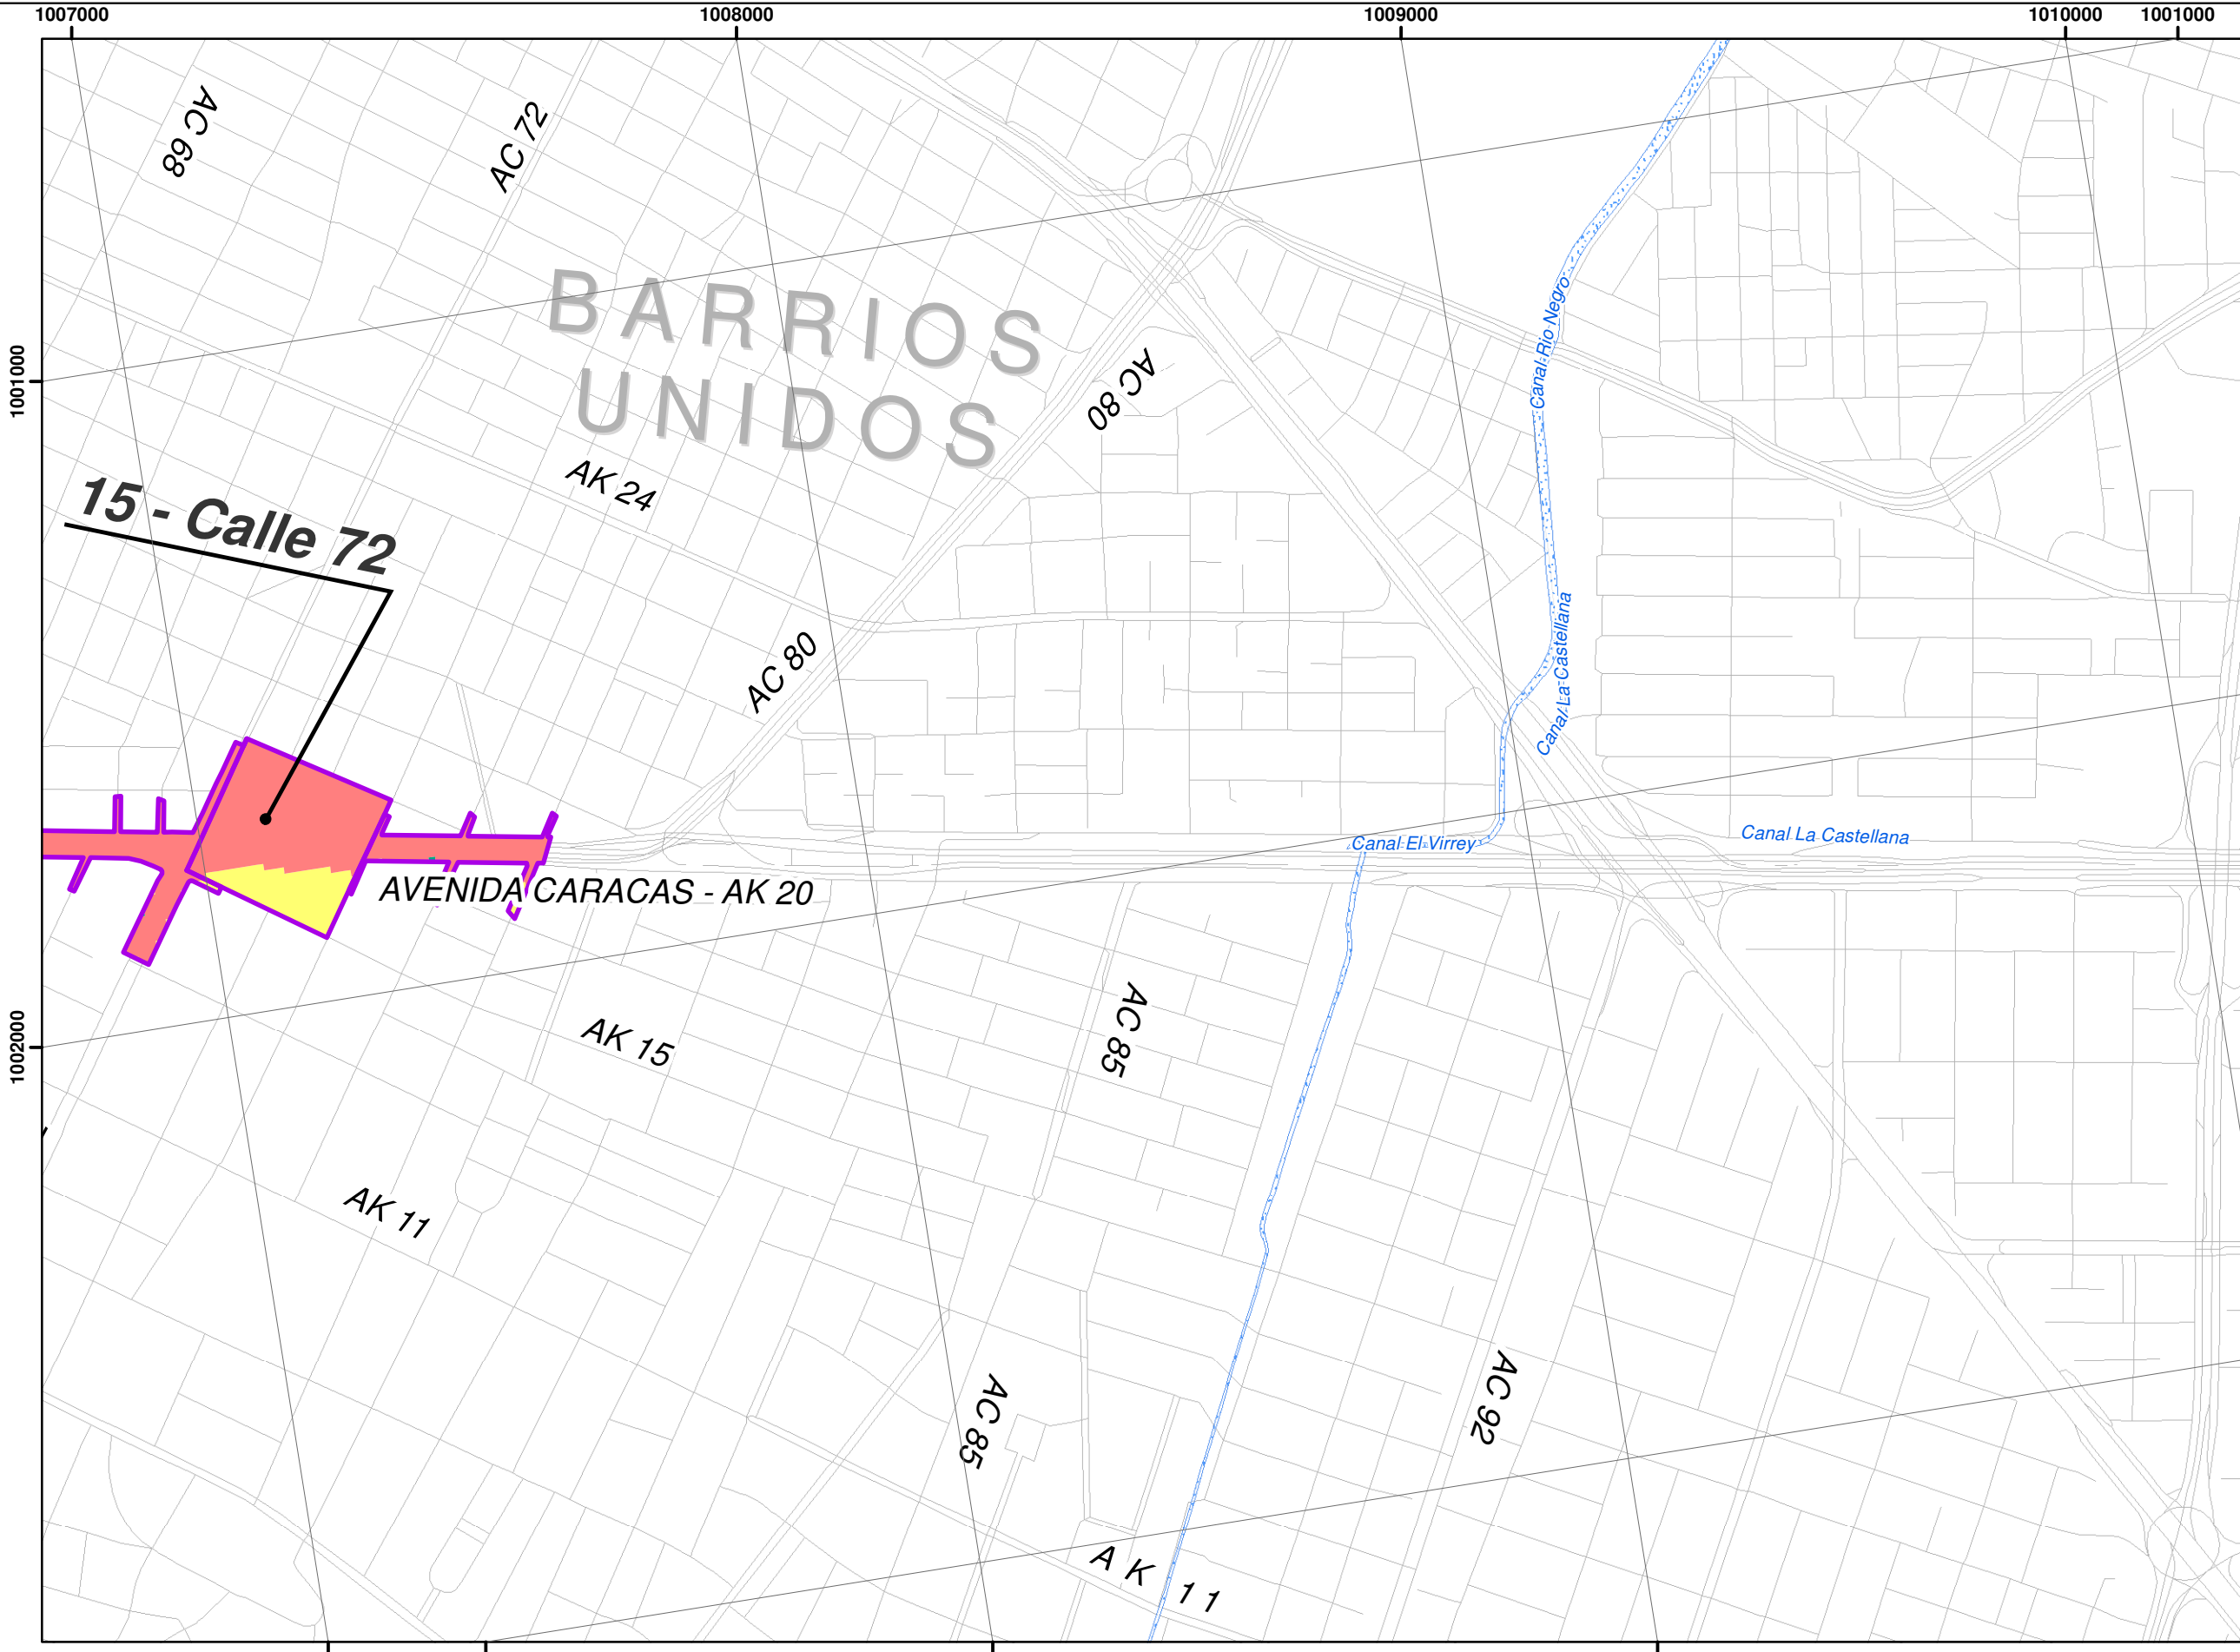 1007000
1008000
1009000
1010000
1001000
AC 68
AC 72
BARRIOS
UNIDOS
AC 80
Canal Rio Negro
1001000
AK 24
15 - Calle 72
AC 80
Canal La Castellana
Canal El Virrey
Canal La Castellana
AVENIDA CARACAS - AK 20
1002000
AK 15
AC 85
AK 11
AC 85
AC 92
AK 11